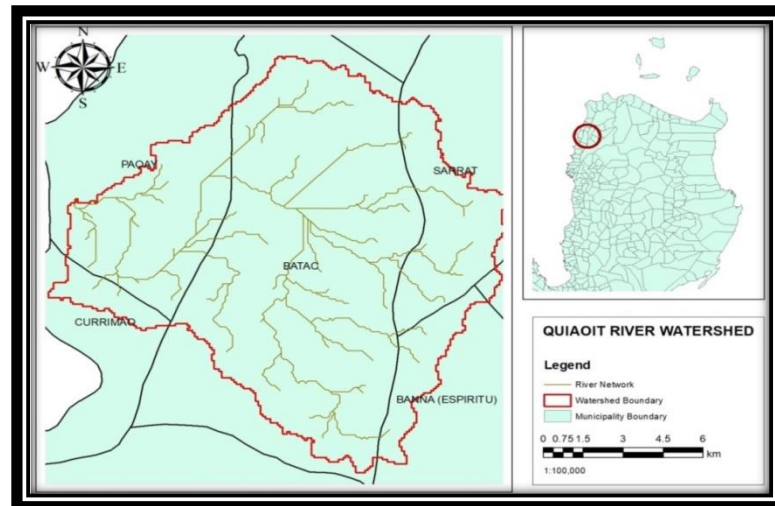 N
W E
S
PAOAY
SARRAT
BATAC
CURRIMAO
BANNA (ESPIRITU)
QUIAOIT RIVER WATERSHED
Legend
River Network
Watershed Boundary
Municipality Boundary
0 0.75 1.5 3 4.5 6
km
1:100,000